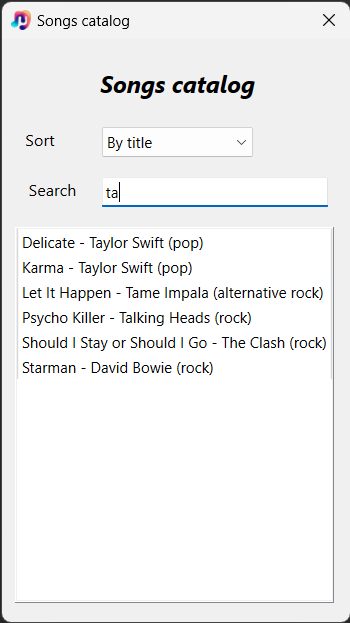 Songs catalog
Songs catalog
Sort By title
Search ta
Delicate - Taylor Swift (pop)
Karma - Taylor Swift (pop)
Let It Happen - Tame Impala (alternative rock)
Psycho Killer - Talking Heads (rock)
Should I Stay or Should I Go - The Clash (rock)
Starman - David Bowie (rock)